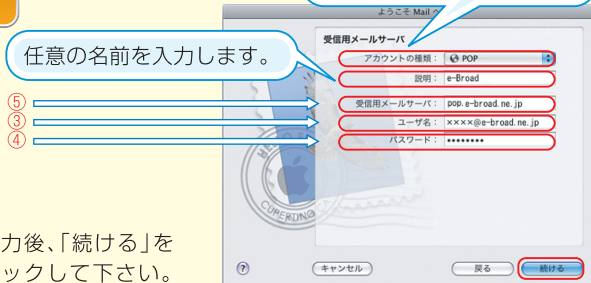 ようこそ Mail へ
受信用メールサーバ
任意の名前を入力します。
アカウントの種類： POP
説明： e-Broad
⑤
受信用メールサーバ： pop.e-broad.ne.jp
③
ユーザ名： ××××@e-broad.ne.jp
④
パスワード： ••••••••
CUPERTINO
力後、「続ける」を
ックして下さい。
? キャンセル 戻る 続ける